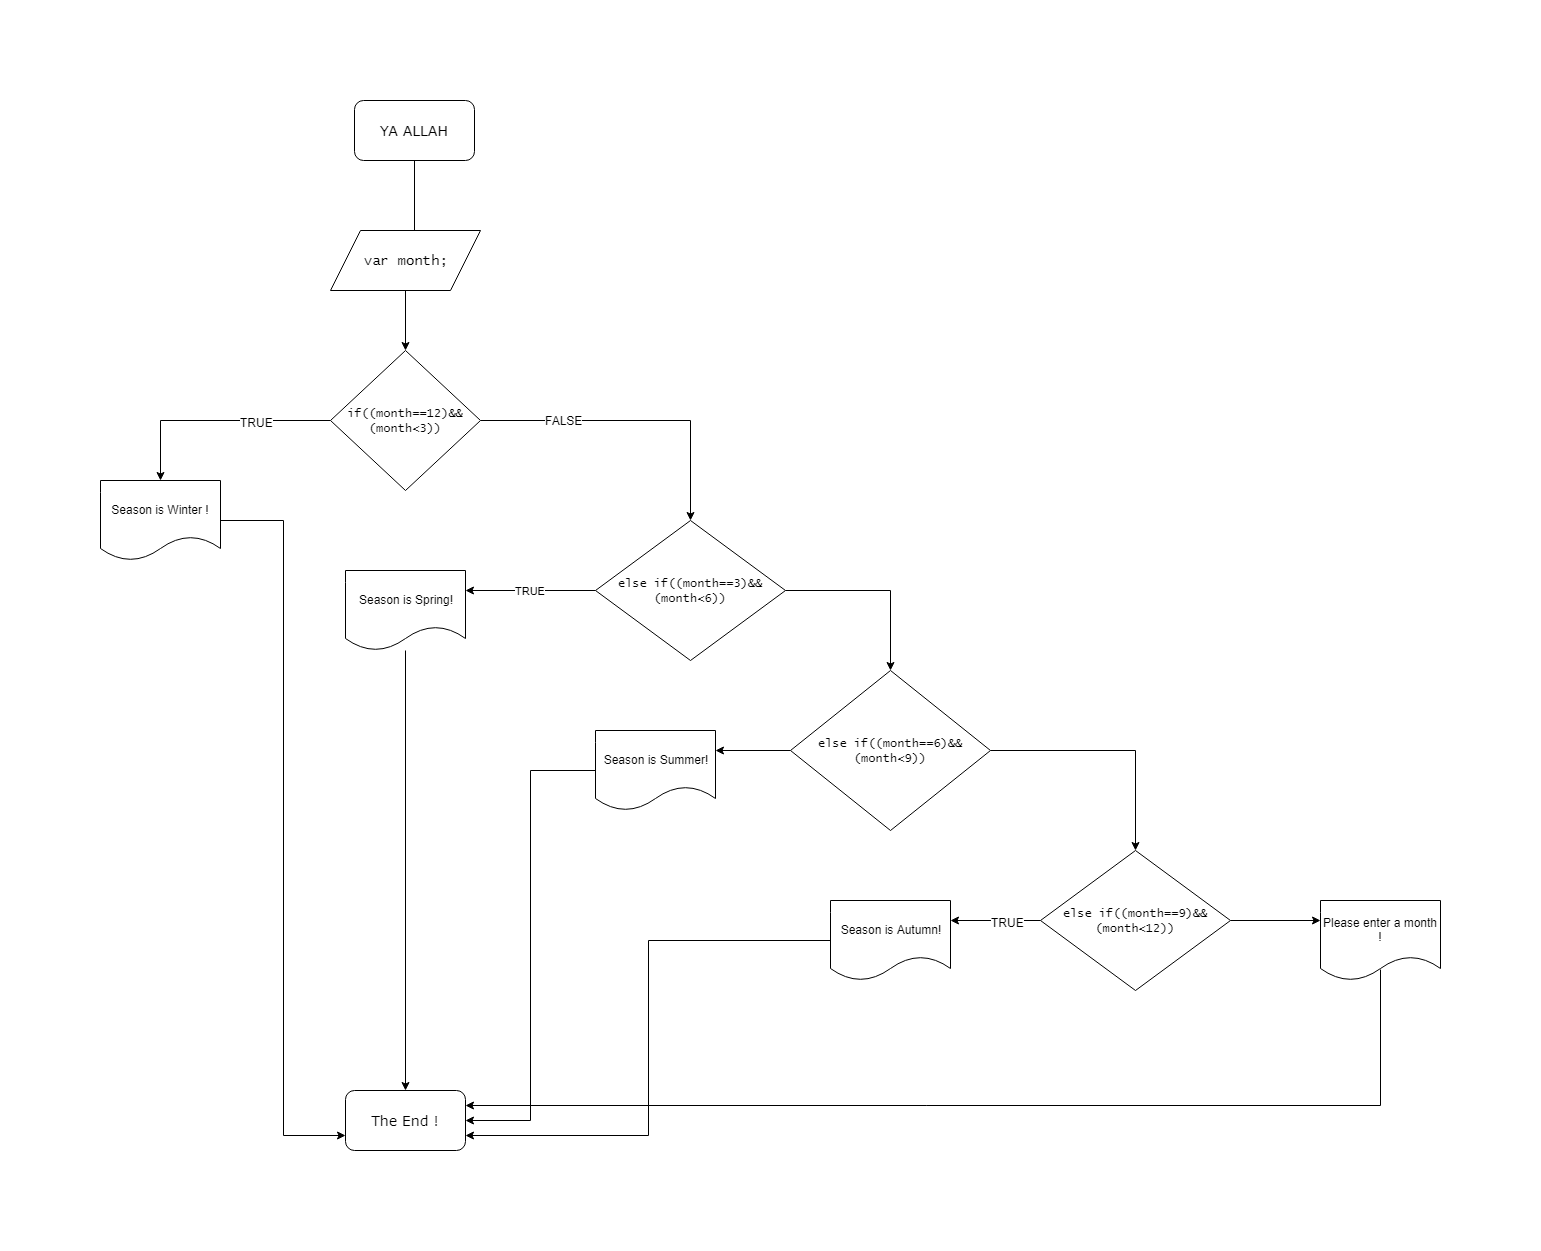 YA ALLAH
var month;
if((month==12)&&
(month<3))
TRUE
FALSE
Season is Winter !
else if((month==3)&&
(month<6))
TRUE
Season is Spring!
else if((month==6)&&
(month<9))
Season is Summer!
else if((month==9)&&
(month<12))
TRUE
Season is Autumn!
Please enter a month
!
The End !